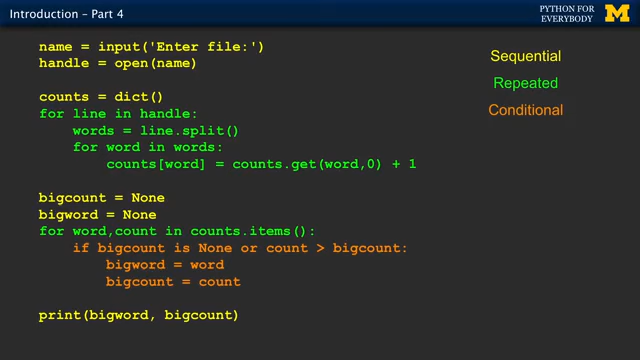 Introduction – Part 4
PYTHON FOR
EVERYBODY
M
name = input('Enter file:')
handle = open(name)
counts = dict()
for line in handle:
    words = line.split()
    for word in words:
        counts[word] = counts.get(word,0) + 1
bigcount = None
bigword = None
for word,count in counts.items():
    if bigcount is None or count > bigcount:
        bigword = word
        bigcount = count
print(bigword, bigcount)
Sequential
Repeated
Conditional